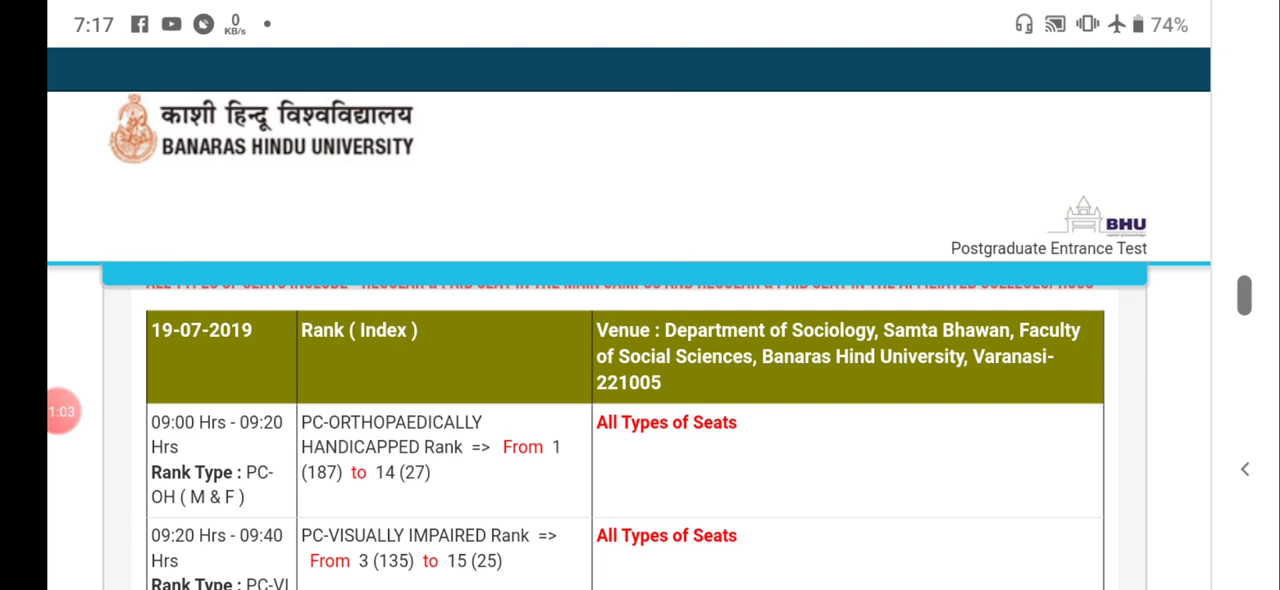 7:17 0 KB/s 74%
काशी हिन्दू विश्वविद्यालय
BANARAS HINDU UNIVERSITY
BHU
Postgraduate Entrance Test
19-07-2019
Rank ( Index )
Venue : Department of Sociology, Samta Bhawan, Faculty
of Social Sciences, Banaras Hind University, Varanasi-
221005
1:03
09:00 Hrs - 09:20
Hrs
Rank Type : PC-
OH ( M & F )
PC-ORTHOPAEDICALLY
HANDICAPPED Rank => From 1
(187) to 14 (27)
All Types of Seats
09:20 Hrs - 09:40
Hrs
Rank Type : PC-VI
PC-VISUALLY IMPAIRED Rank =>
From 3 (135) to 15 (25)
All Types of Seats